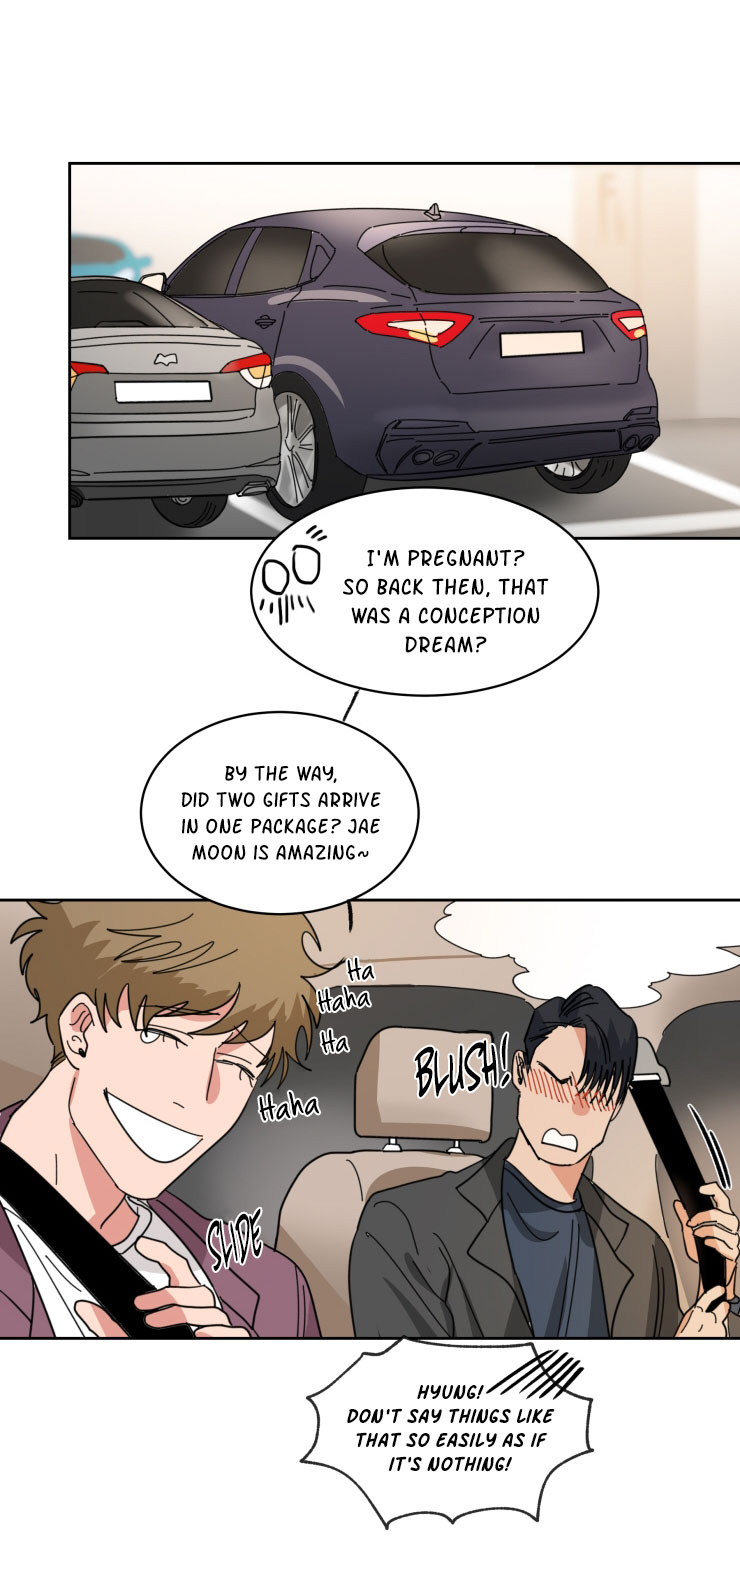 I'M PREGNANT?
SO BACK THEN, THAT
WAS A CONCEPTION
DREAM?
BY THE WAY,
DID TWO GIFTS ARRIVE
IN ONE PACKAGE? JAE
MOON IS AMAZING~
Ha
Haha
Ha
Haha
BLUSH!
SLIDE
HYUNG!
DON'T SAY THINGS LIKE
THAT SO EASILY AS IF
IT'S NOTHING!